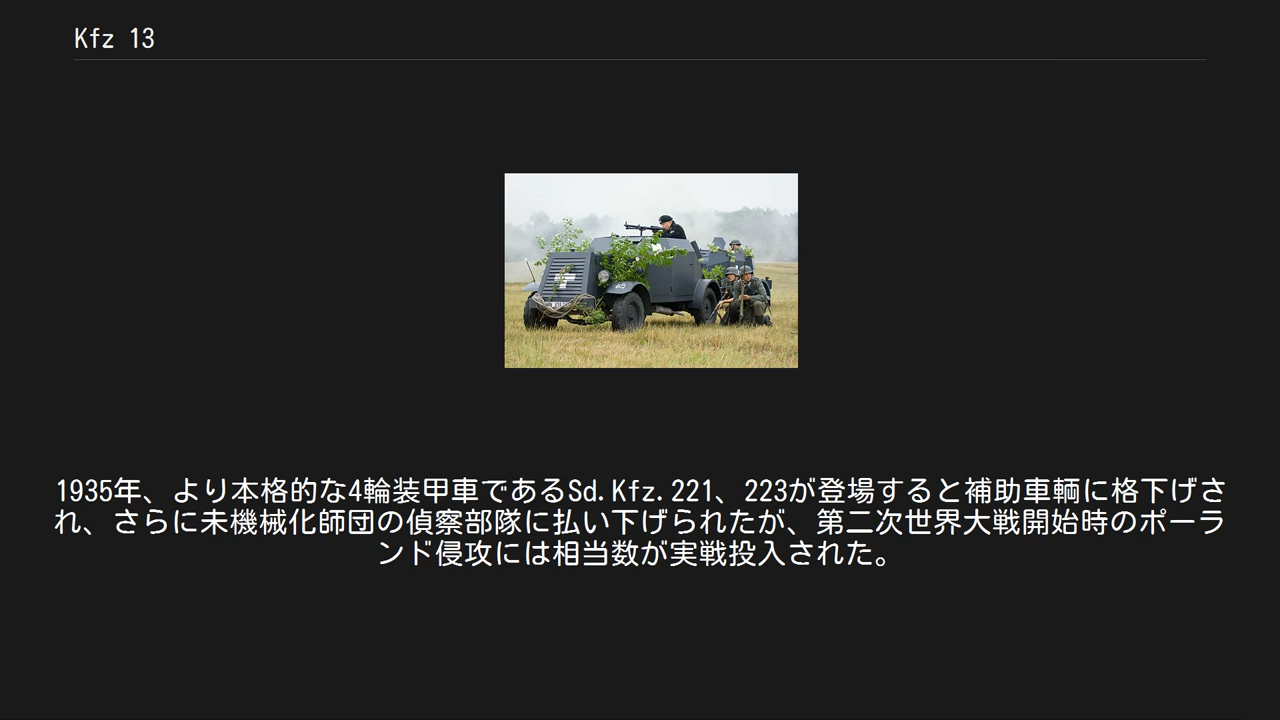 Kfz 13
1935年、より本格的な4輪装甲車であるSd.Kfz.221、223が登場すると補助車輌に格下げさ
れ、さらに未機械化師団の偵察部隊に払い下げられたが、第二次世界大戦開始時のポーラ
ンド侵攻には相当数が実戦投入された。